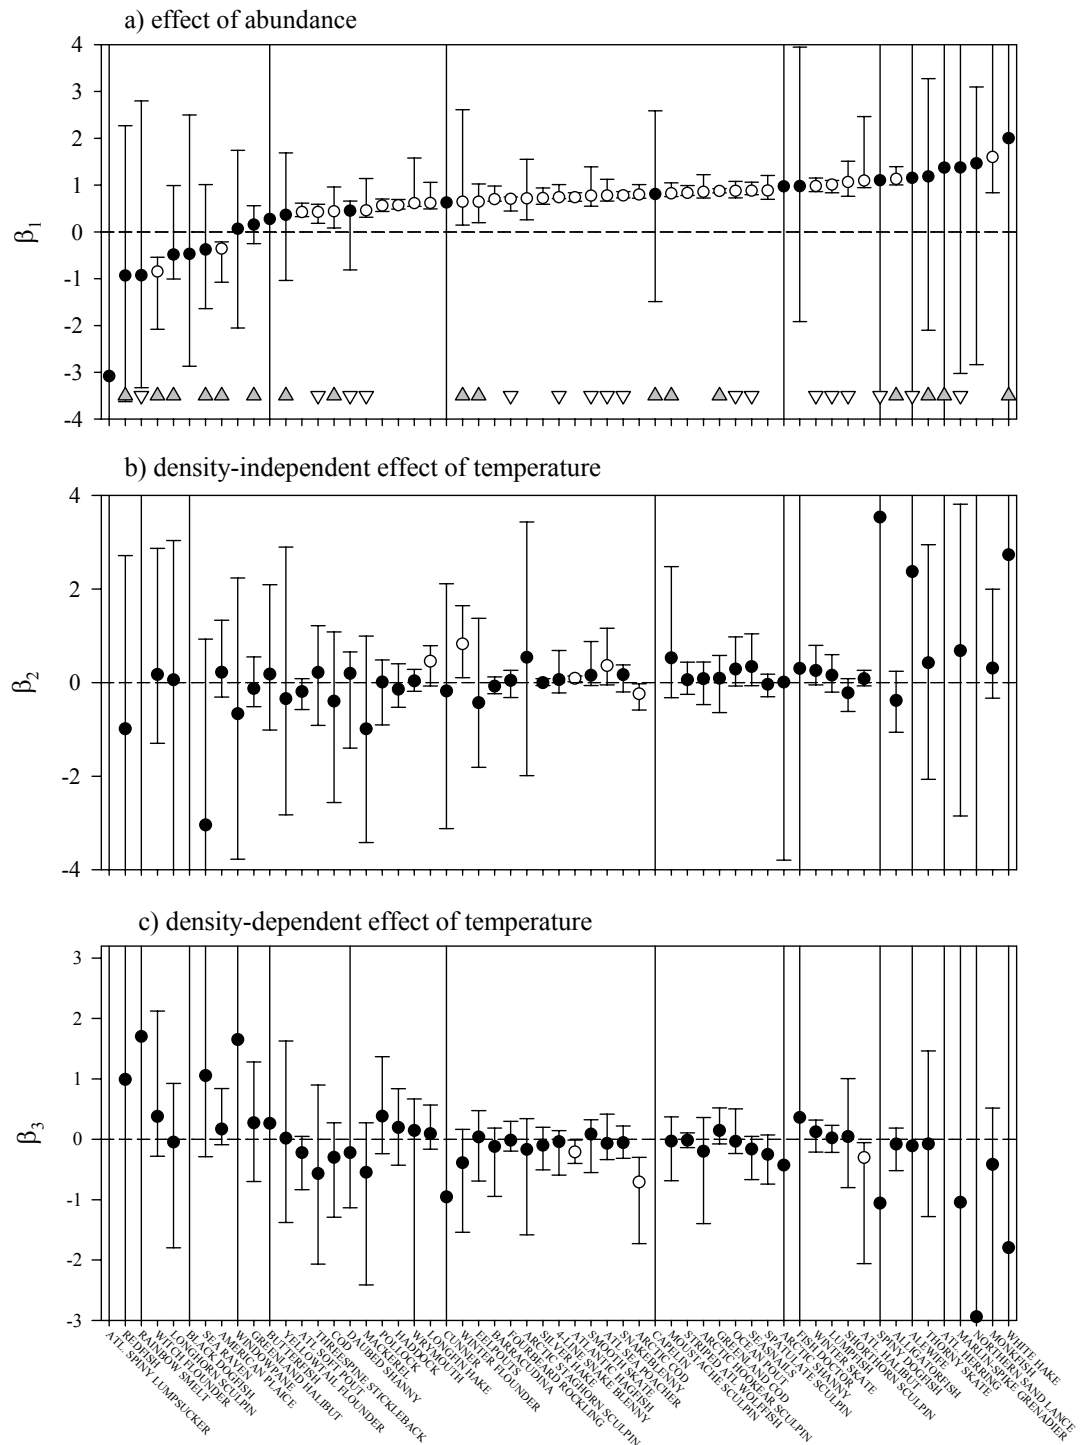 a) effect of abundance
4
3
2
1
0
-1
-2
-3
-4
β1
b) density-independent effect of temperature
4
2
0
-2
-4
β2
c) density-dependent effect of temperature
3
2
1
0
-1
-2
-3
β3
ATL. SPINY LUMPSUCKER
REDFISH
RAINBOW SMELT
WITCH FLOUNDER
LONGHORN SCULPIN
BLACK DOGFISH
SEA RAVEN
AMERICAN PLAICE
WINDOWPANE
GREENLAND HALIBUT
BUTTERFISH
YELLOWTAIL FLOUNDER
ATL SOFT POUT
THREESPINE STICKLEBACK
COD
DAUBED SHANNY
MACKEREL
POLLOCK
HADDOCK
WRYMOUTH
LONGFIN HAKE
CUNNER
WINTER FLOUNDER
EELPOUTS
BARRACUDINA
FOURBEARD ROCKLING
ARCTIC STAGHORN SCULPIN
SILVER HAKE
4-LINE SNAKE BLENNY
ATLANTIC HAGFISH
SMOOTH SKATE
ATL SEA POACHER
SNAKEBLENNY
ARCTIC COD
CAPELIN
MOUSTACHE SCULPIN
STRIPED ATL WOLFFISH
ARCTIC HOOKEAR SCULPIN
GREENLAND COD
OCEAN POUT
SEASNAILS
SPATULATE SCULPIN
ARCTIC SHANNY
FISH DOCTOR
WINTER SKATE
LUMPFISH
SHORTHORN SCULPIN
ATL. HALIBUT
SPINY DOGFISH
ALLIGATORFISH
ALEWIFE
THORNY SKATE
ATL. HERRING
MARLIN-SPIKE GRENADIER
NORTHERN SAND LANCE
MONKFISH
WHITE HAKE